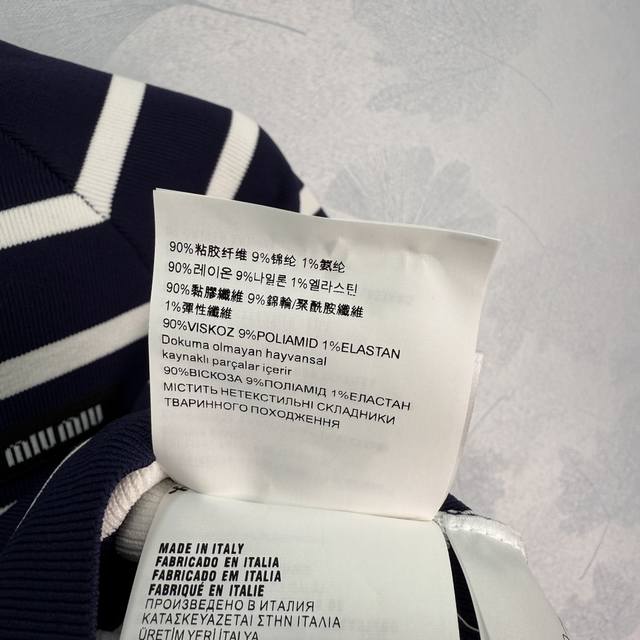 90%粘胶纤维 9%锦纶 1%氨纶
90%레이온 9%나일론 1%엘라스틴
90%黏膠纖維 9%錦輪/聚酰胺纖維
1%彈性纖維
90%VISKOZ 9%POLIAMID 1%ELASTAN
Dokuma olmayan hayvansal
kaynaklı parçalar içerir
90%ВІСКОЗА 9%ПОЛІАМІД 1%ЕЛАСТАН
МІСТИТЬ НЕТЕКСТИЛЬНІ СКЛАДНИКИ
ТВАРИННОГО ПОХОДЖЕННЯ
miu miu
MADE IN ITALY
FABRICADO EN ITALIA
FABRICADO EM ITALIA
FABRIQUÉ EN ITALIE
ПРОИЗВЕДЕНО В ИТАЛИЯ
ΚΑΤΑΣΚΕΥΑΖΕΤΑΙ ΣΤΗΝ ΙΤΑΛΙΑ
ÜRETİM YERİ İTALYA